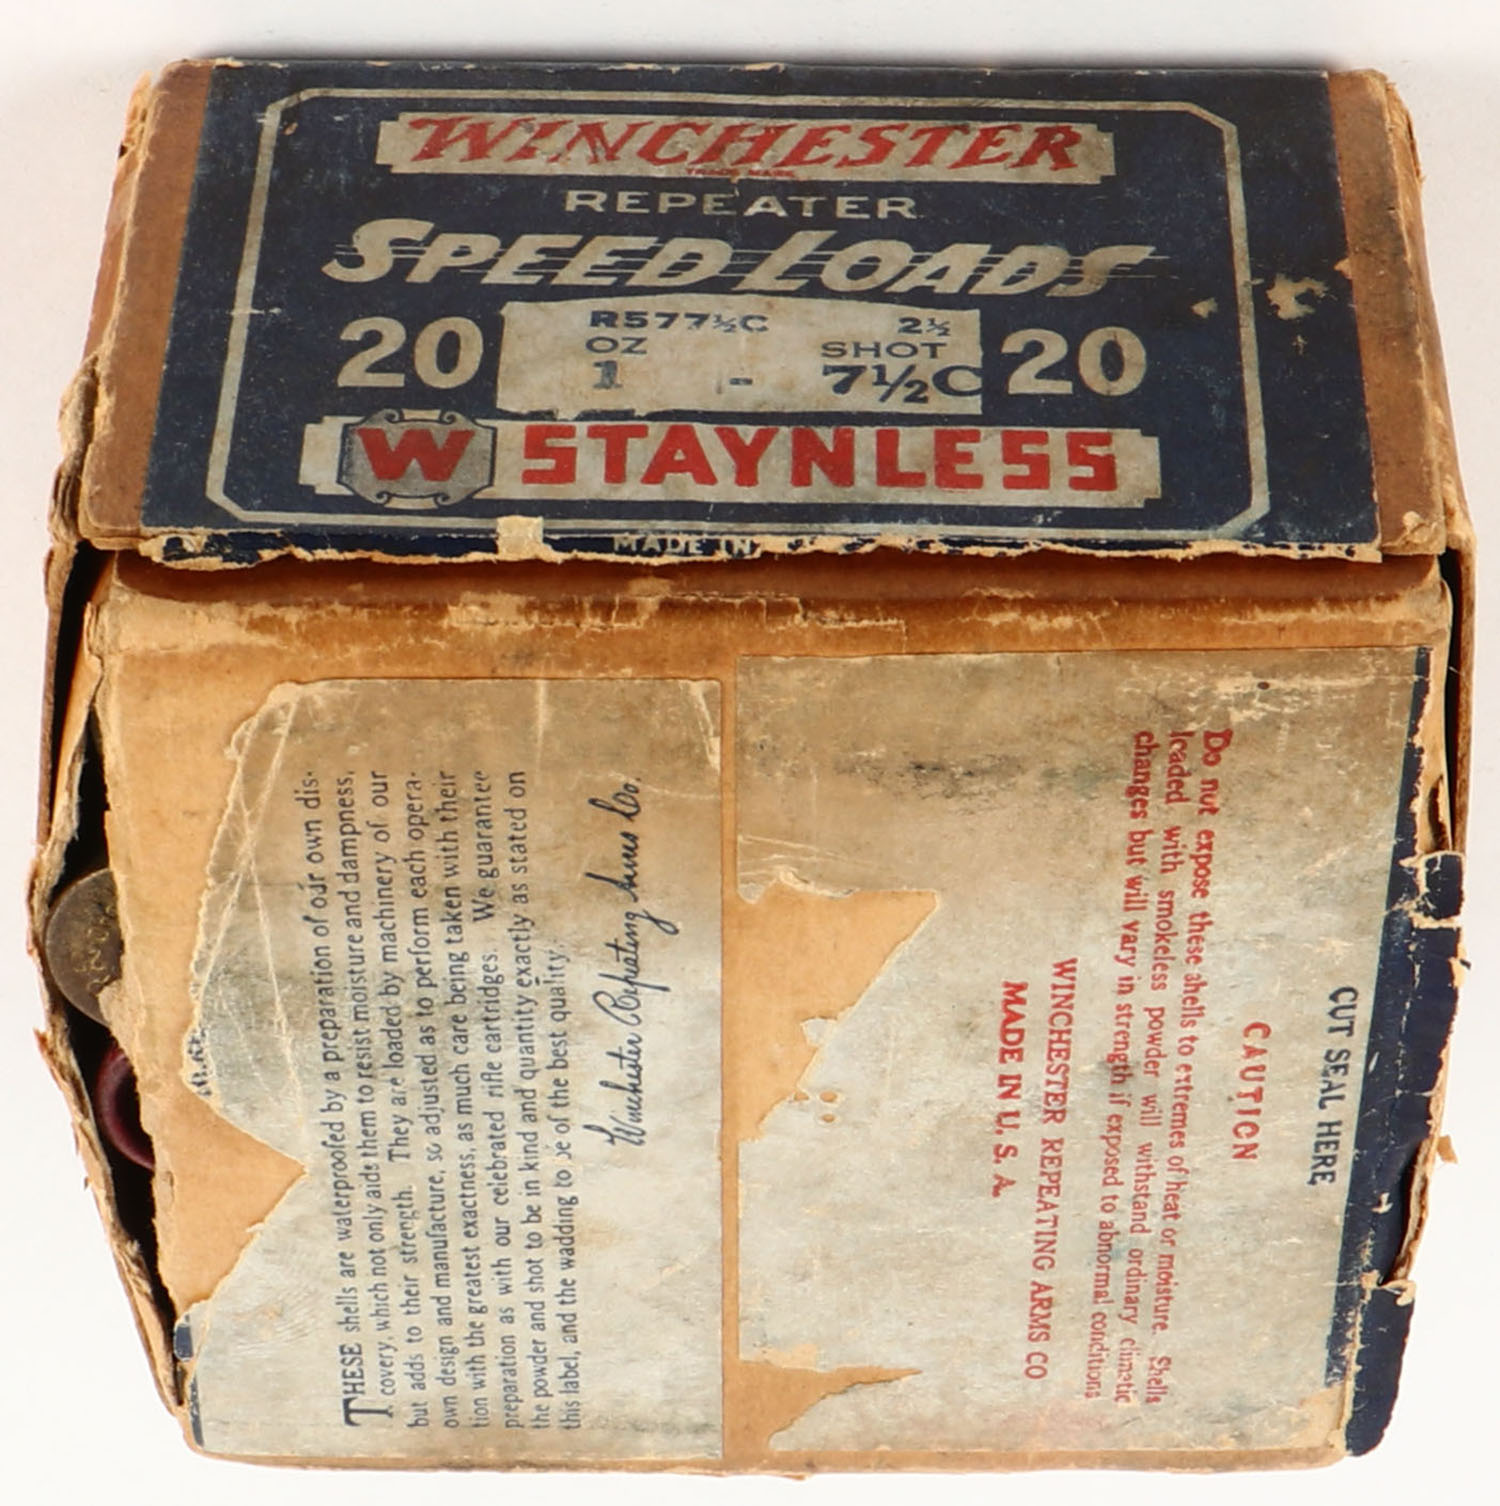 WINCHESTER
TRADE MARK
REPEATER
SPEED LOADS
20
R577½C 2½
OZ SHOT
1 - 7½C
20
W STAYNLESS
MADE IN
THESE shells are waterproofed by a preparation of our own dis-
covery, which not only aids them to resist moisture and dampness,
but adds to their strength. They are loaded by machinery of our
own design and manufacture, so adjusted as to perform each opera-
tion with the greatest exactness, as much care being taken with their
preparation as with our celebrated rifle cartridges. We guarantee
the powder and shot to be in kind and quantity exactly as stated on
this label, and the wadding to be of the best quality.
Winchester Repeating Arms Co.
CUT SEAL HERE
CAUTION
Do not expose these shells to extremes of heat or moisture. Shells
loaded with smokeless powder will withstand ordinary climatic
changes but will vary in strength if exposed to abnormal conditions
WINCHESTER REPEATING ARMS CO
MADE IN U. S. A.